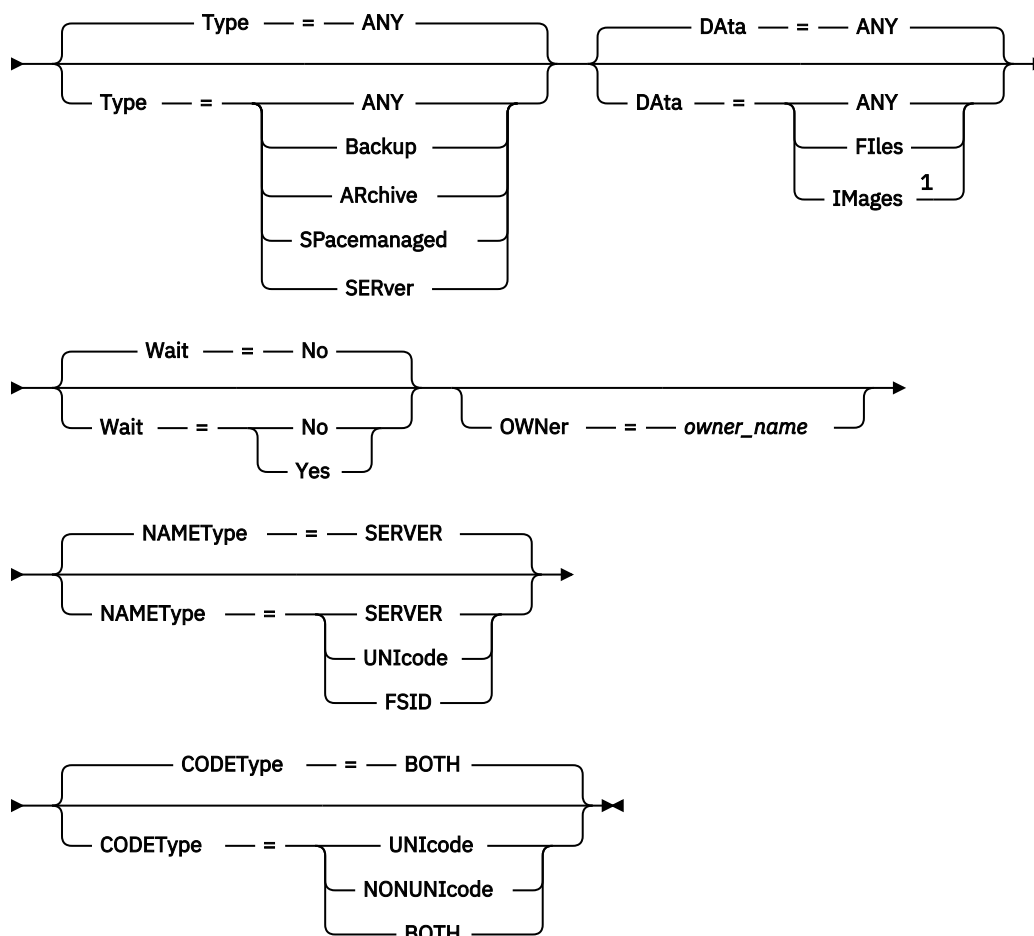 Type = ANY DAta = ANY
Type = ANY DAta = ANY
Backup FIles
ARchive IMages 1
SPacemanaged
SERver
Wait = No
Wait = No OWNer = owner_name
Yes
NAMEType = SERVER
NAMEType = SERVER
UNIcode
FSID
CODEType = BOTH
CODEType = UNIcode
NONUNIcode
BOTH